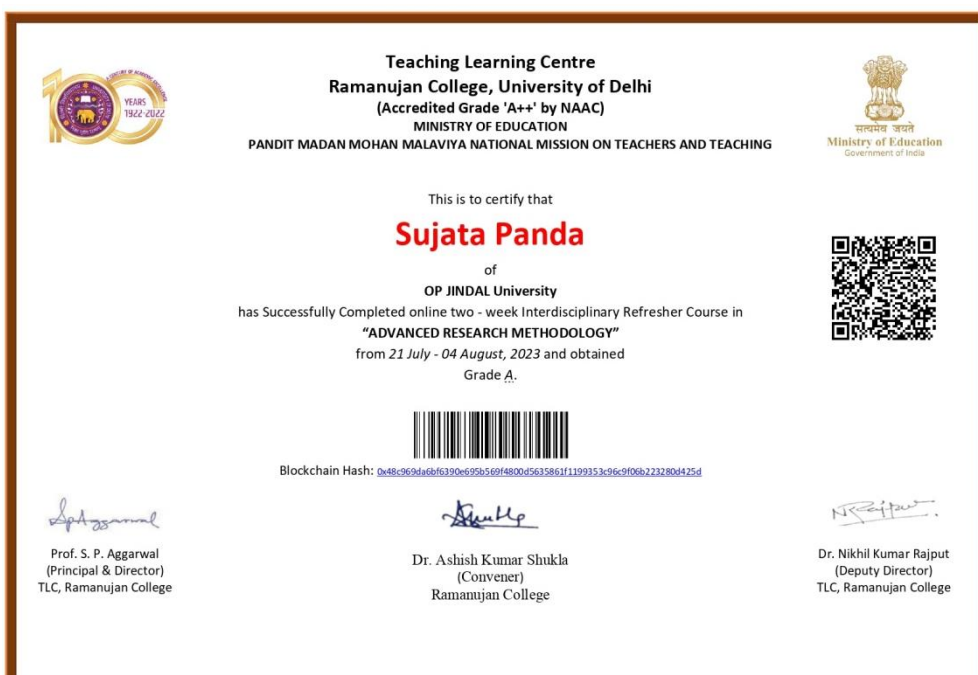 Teaching Learning Centre
Ramanujan College, University of Delhi
(Accredited Grade 'A++' by NAAC)
MINISTRY OF EDUCATION
PANDIT MADAN MOHAN MALAVIYA NATIONAL MISSION ON TEACHERS AND TEACHING
YEARS
1922-2022
सत्यमेव जयते
Ministry of Education
Government of India
This is to certify that
Sujata Panda
of
OP JINDAL University
has Successfully Completed online two - week Interdisciplinary Refresher Course in
“ADVANCED RESEARCH METHODOLOGY”
from 21 July - 04 August, 2023 and obtained
Grade A.
Blockchain Hash: 0x48c969da6bf6390e695b569f4800d5635861f1199353c96c9f06b223280d425d
Prof. S. P. Aggarwal
(Principal & Director)
TLC, Ramanujan College
Dr. Ashish Kumar Shukla
(Convener)
Ramanujan College
Dr. Nikhil Kumar Rajput
(Deputy Director)
TLC, Ramanujan College